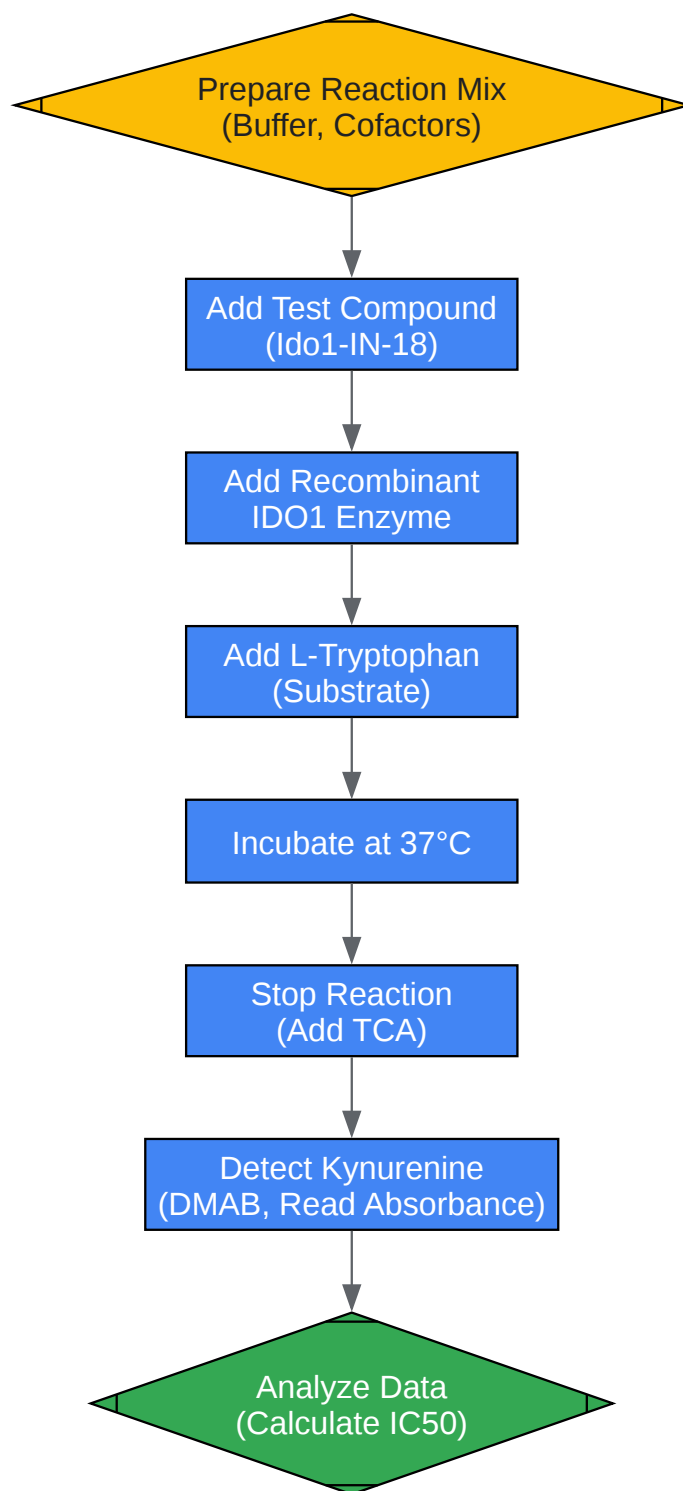 Prepare Reaction Mix
(Buffer, Cofactors)
Add Test Compound
(Ido1-IN-18)
Add Recombinant
IDO1 Enzyme
Add L-Tryptophan
(Substrate)
Incubate at 37°C
Stop Reaction
(Add TCA)
Detect Kynurenine
(DMAB, Read Absorbance)
Analyze Data
(Calculate IC50)